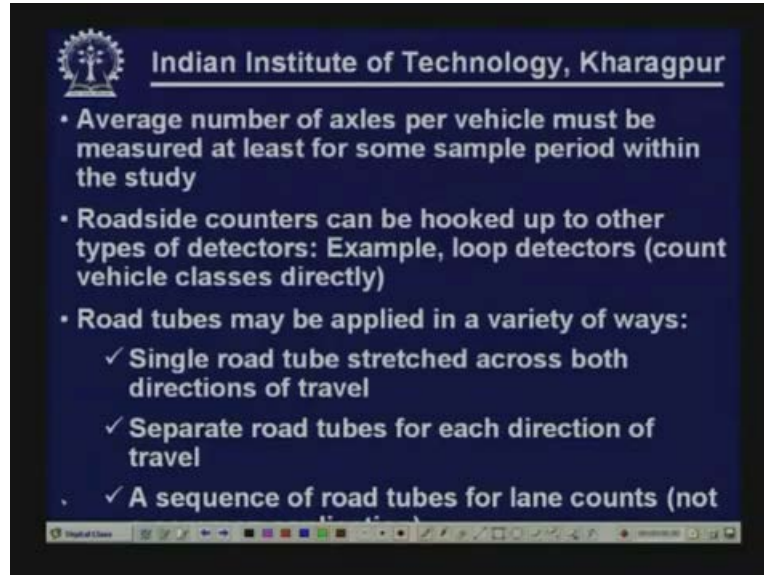 Indian Institute of Technology, Kharagpur
• Average number of axles per vehicle must be
measured at least for some sample period within
the study
• Roadside counters can be hooked up to other
types of detectors: Example, loop detectors (count
vehicle classes directly)
• Road tubes may be applied in a variety of ways:
✓ Single road tube stretched across both
directions of travel
✓ Separate road tubes for each direction of
travel
✓ A sequence of road tubes for lane counts (not